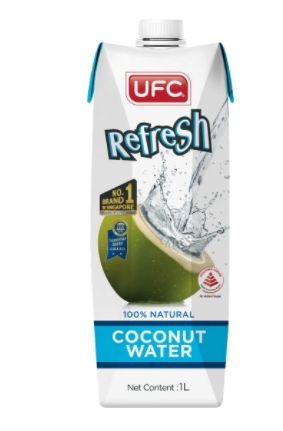 UFC
Refresh
NO.
BRAND 1
IN SINGAPORE
100% NATURAL
COCONUT
WATER
Net Content : 1L